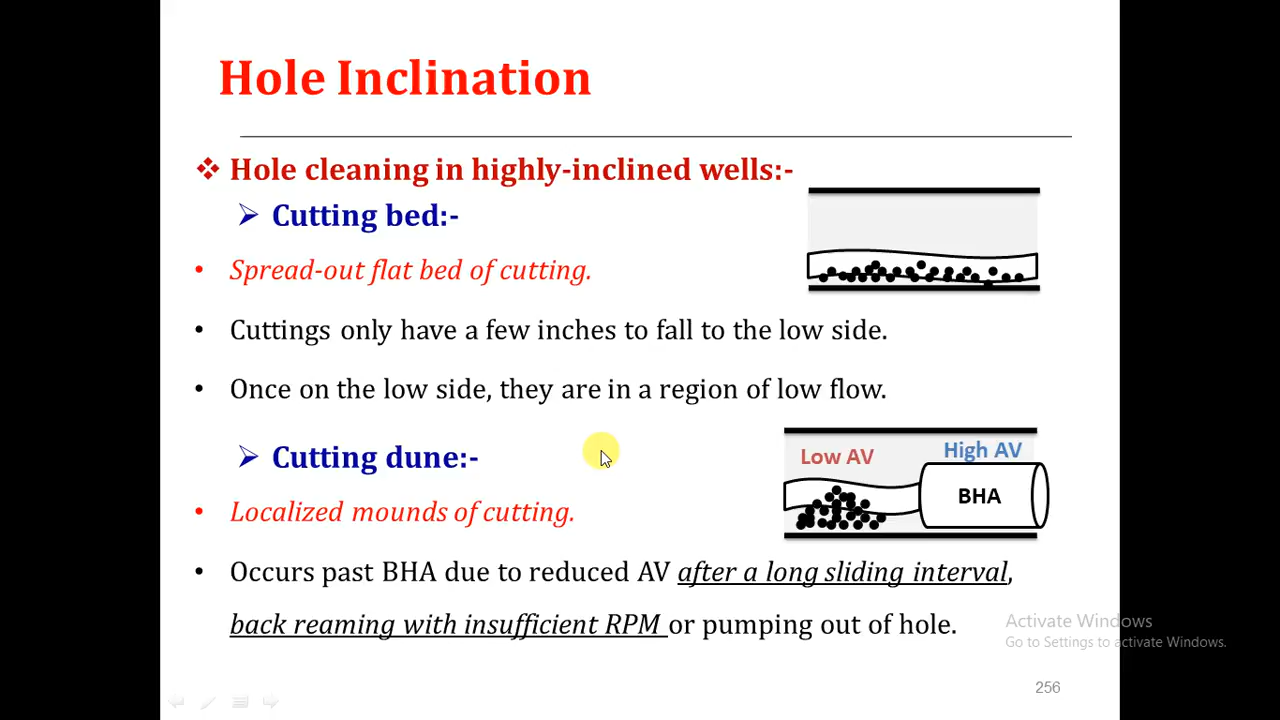 Hole Inclination
❖ Hole cleaning in highly-inclined wells:-
➢ Cutting bed:-
• Spread-out flat bed of cutting.
• Cuttings only have a few inches to fall to the low side.
• Once on the low side, they are in a region of low flow.
➢ Cutting dune:-
Low AV
High AV
BHA
• Localized mounds of cutting.
• Occurs past BHA due to reduced AV after a long sliding interval,
back reaming with insufficient RPM or pumping out of hole.
Activate Windows
Go to Settings to activate Windows.
256